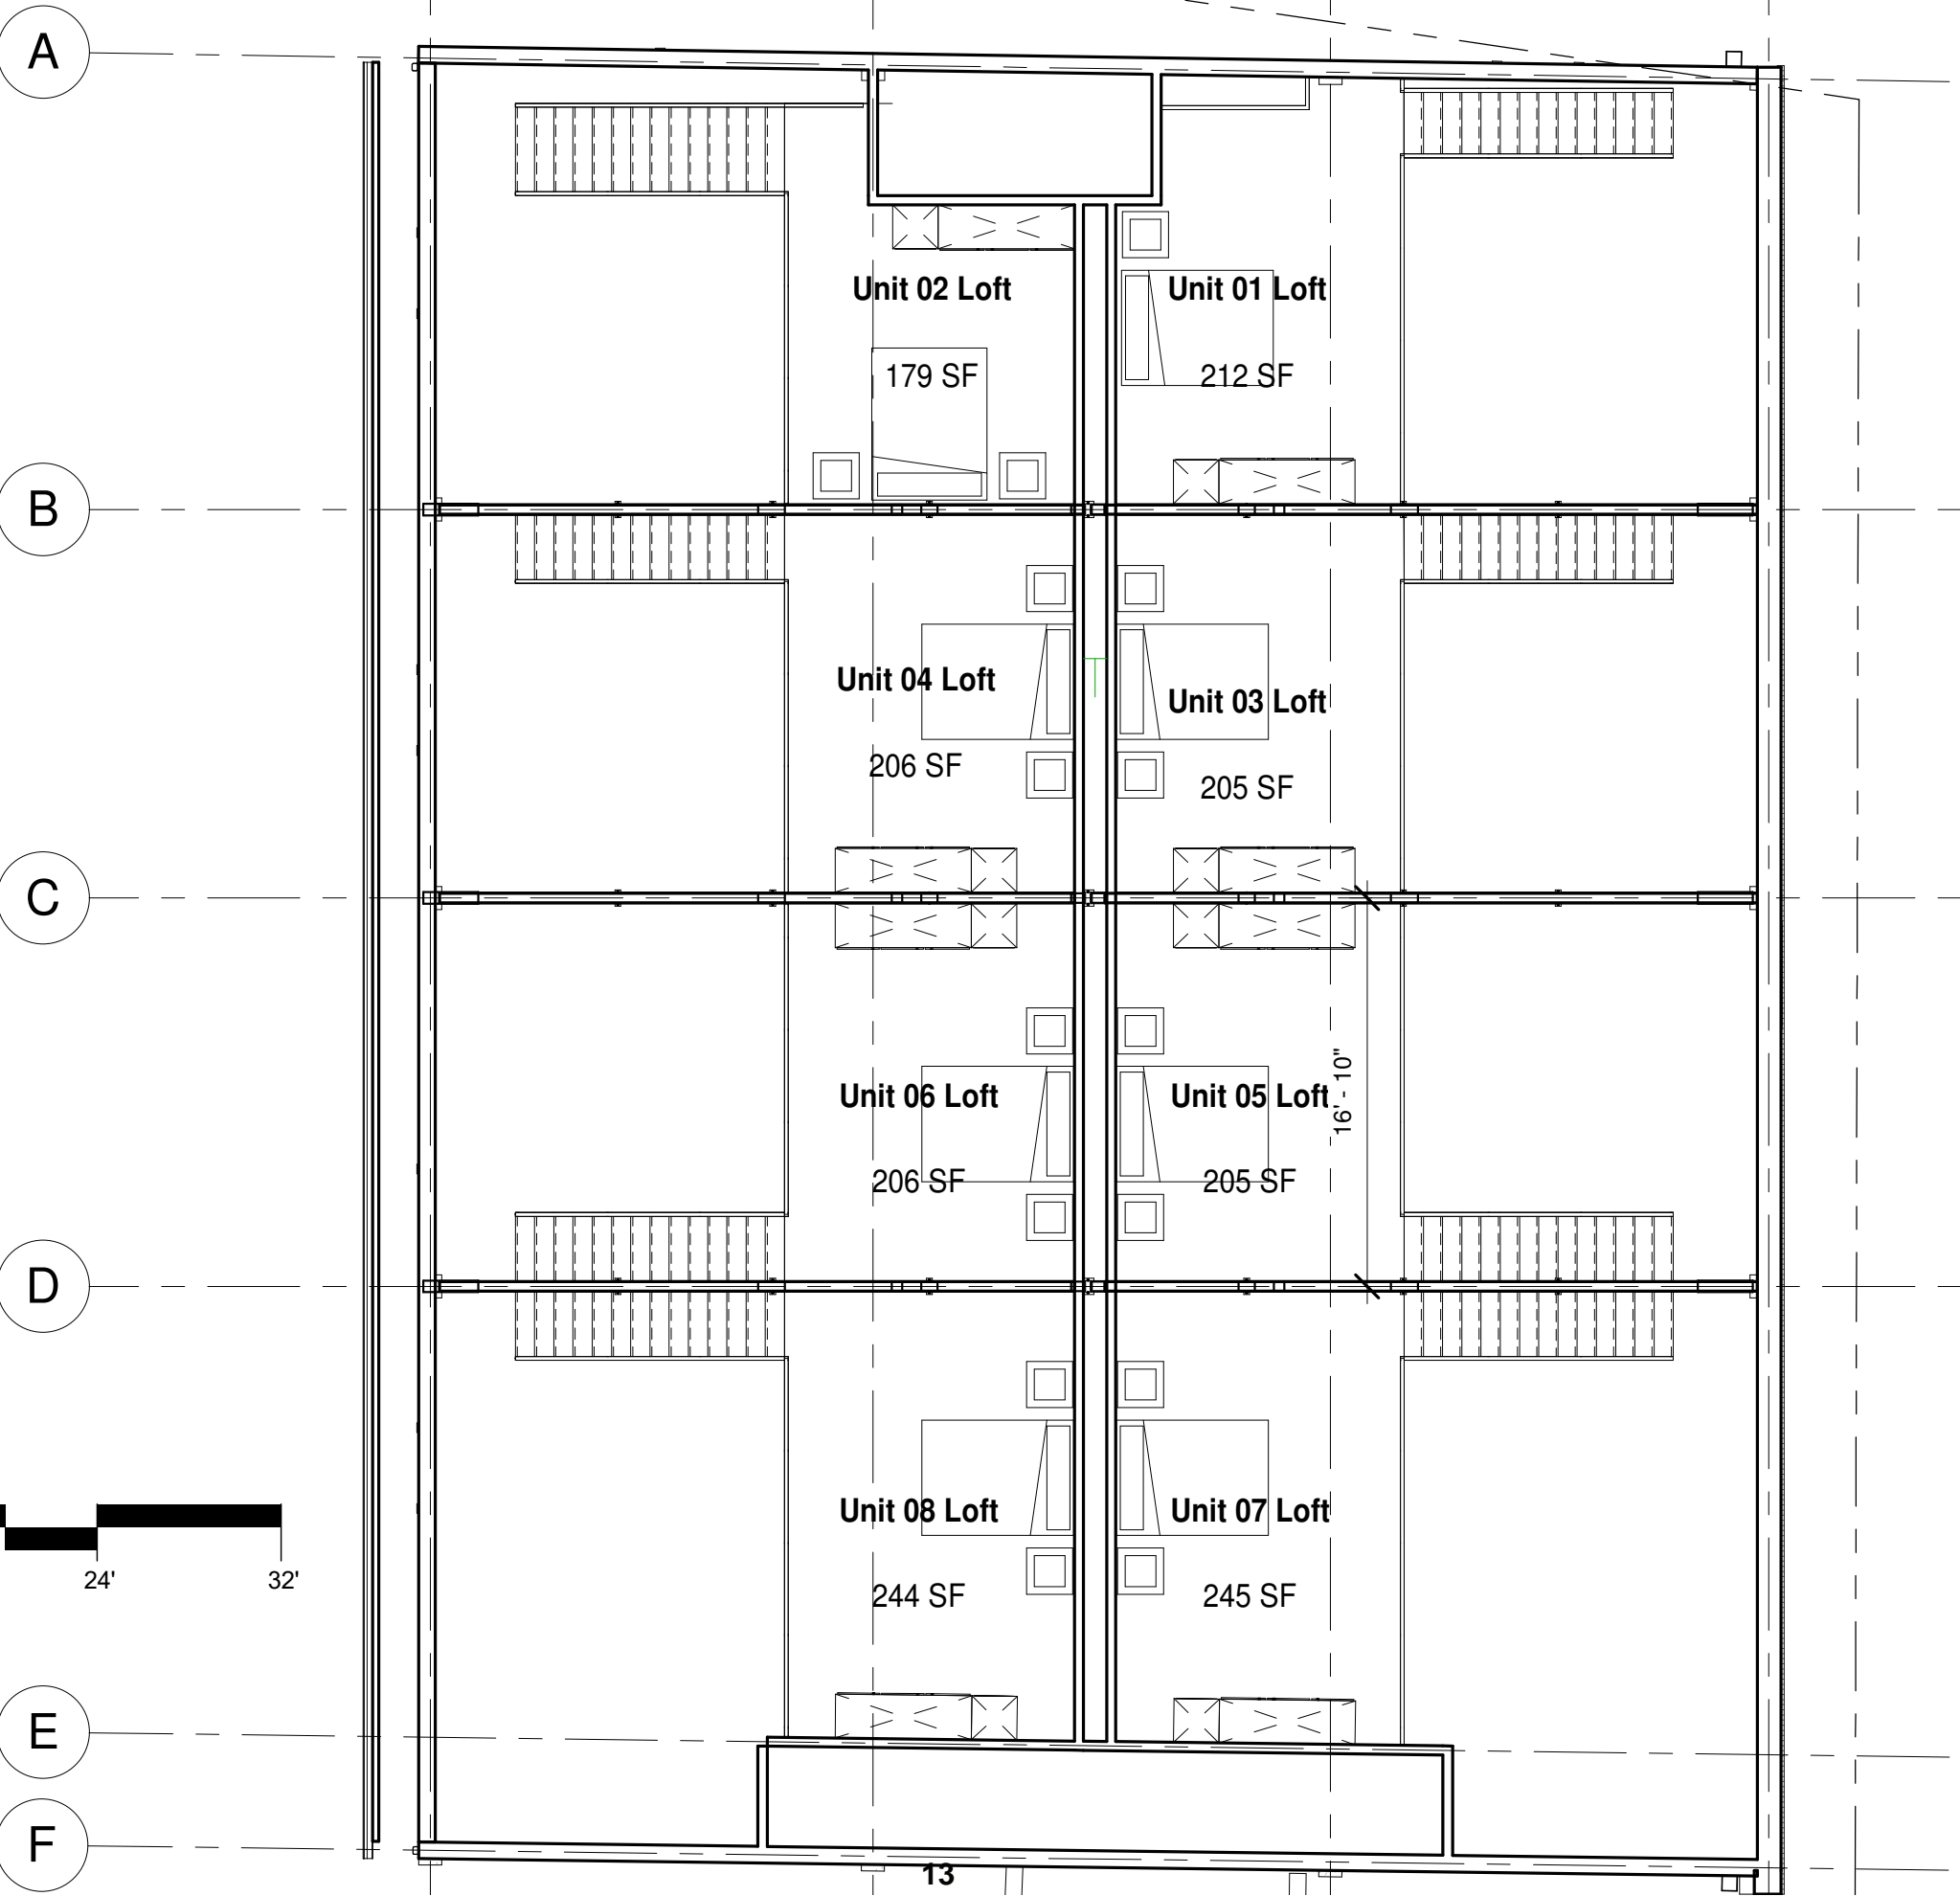 A
Unit 02 Loft
Unit 01 Loft
179 SF
212 SF
B
Unit 04 Loft
Unit 03 Loft
206 SF
205 SF
C
16' - 10"
Unit 06 Loft
Unit 05 Loft
206 SF
205 SF
D
Unit 08 Loft
Unit 07 Loft
24'
32'
244 SF
245 SF
E
F
13